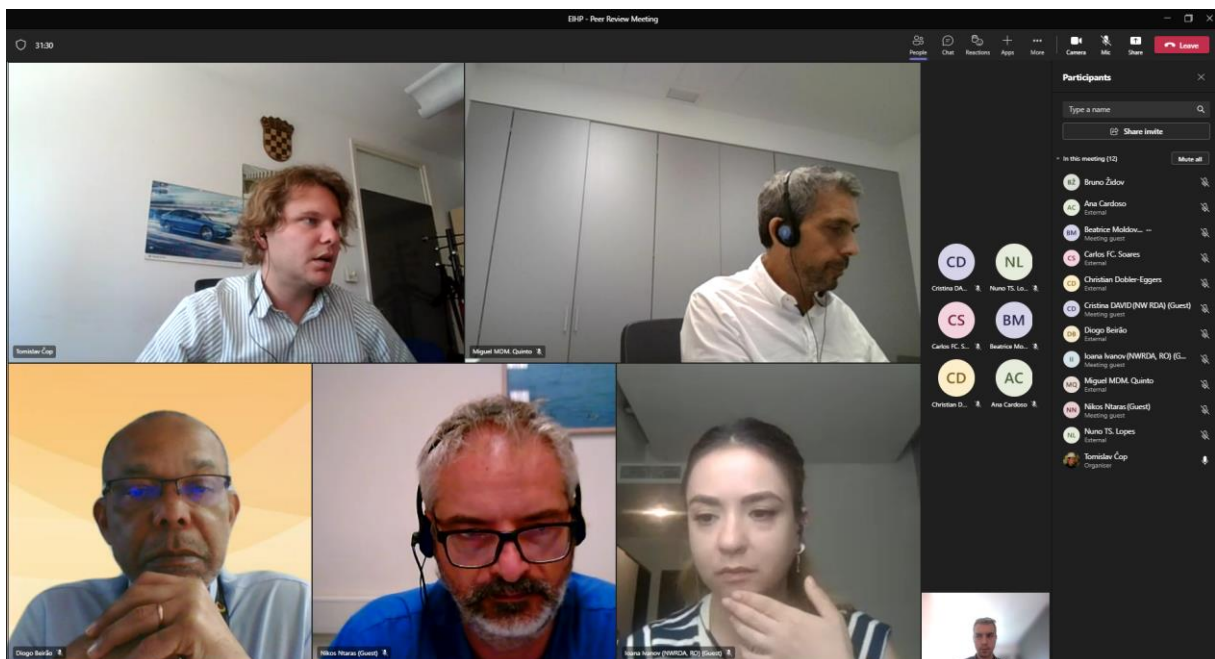 EIHP - Peer Review Meeting
31:30
People
Chat
Reactions
Apps
More
Camera
Mic
Share
Leave
Tomislav Čop
Miguel MDM. Quinto
Diogo Beirão
Nikos Ntaras (Guest)
Ioana Ivanov (NWRDA, RO) (Guest)
CD
NL
Cristina DA...
Nuno TS. Lo...
CS
BM
Carlos FC. S...
Beatrice Mo...
CD
AC
Christian D...
Ana Cardoso
Participants
Type a name
Share invite
In this meeting (12)
Mute all
BŽ
Bruno Židov
AC
Ana Cardoso
External
BM
Beatrice Moldov...
Meeting guest
CS
Carlos FC. Soares
External
CD
Christian Dobler-Eggers
External
CD
Cristina DAVID (NW RDA) (Guest)
Meeting guest
DB
Diogo Beirão
External
II
Ioana Ivanov (NWRDA, RO) (G...
Meeting guest
MQ
Miguel MDM. Quinto
External
NN
Nikos Ntaras (Guest)
Meeting guest
NL
Nuno TS. Lopes
External
Tomislav Čop
Organiser